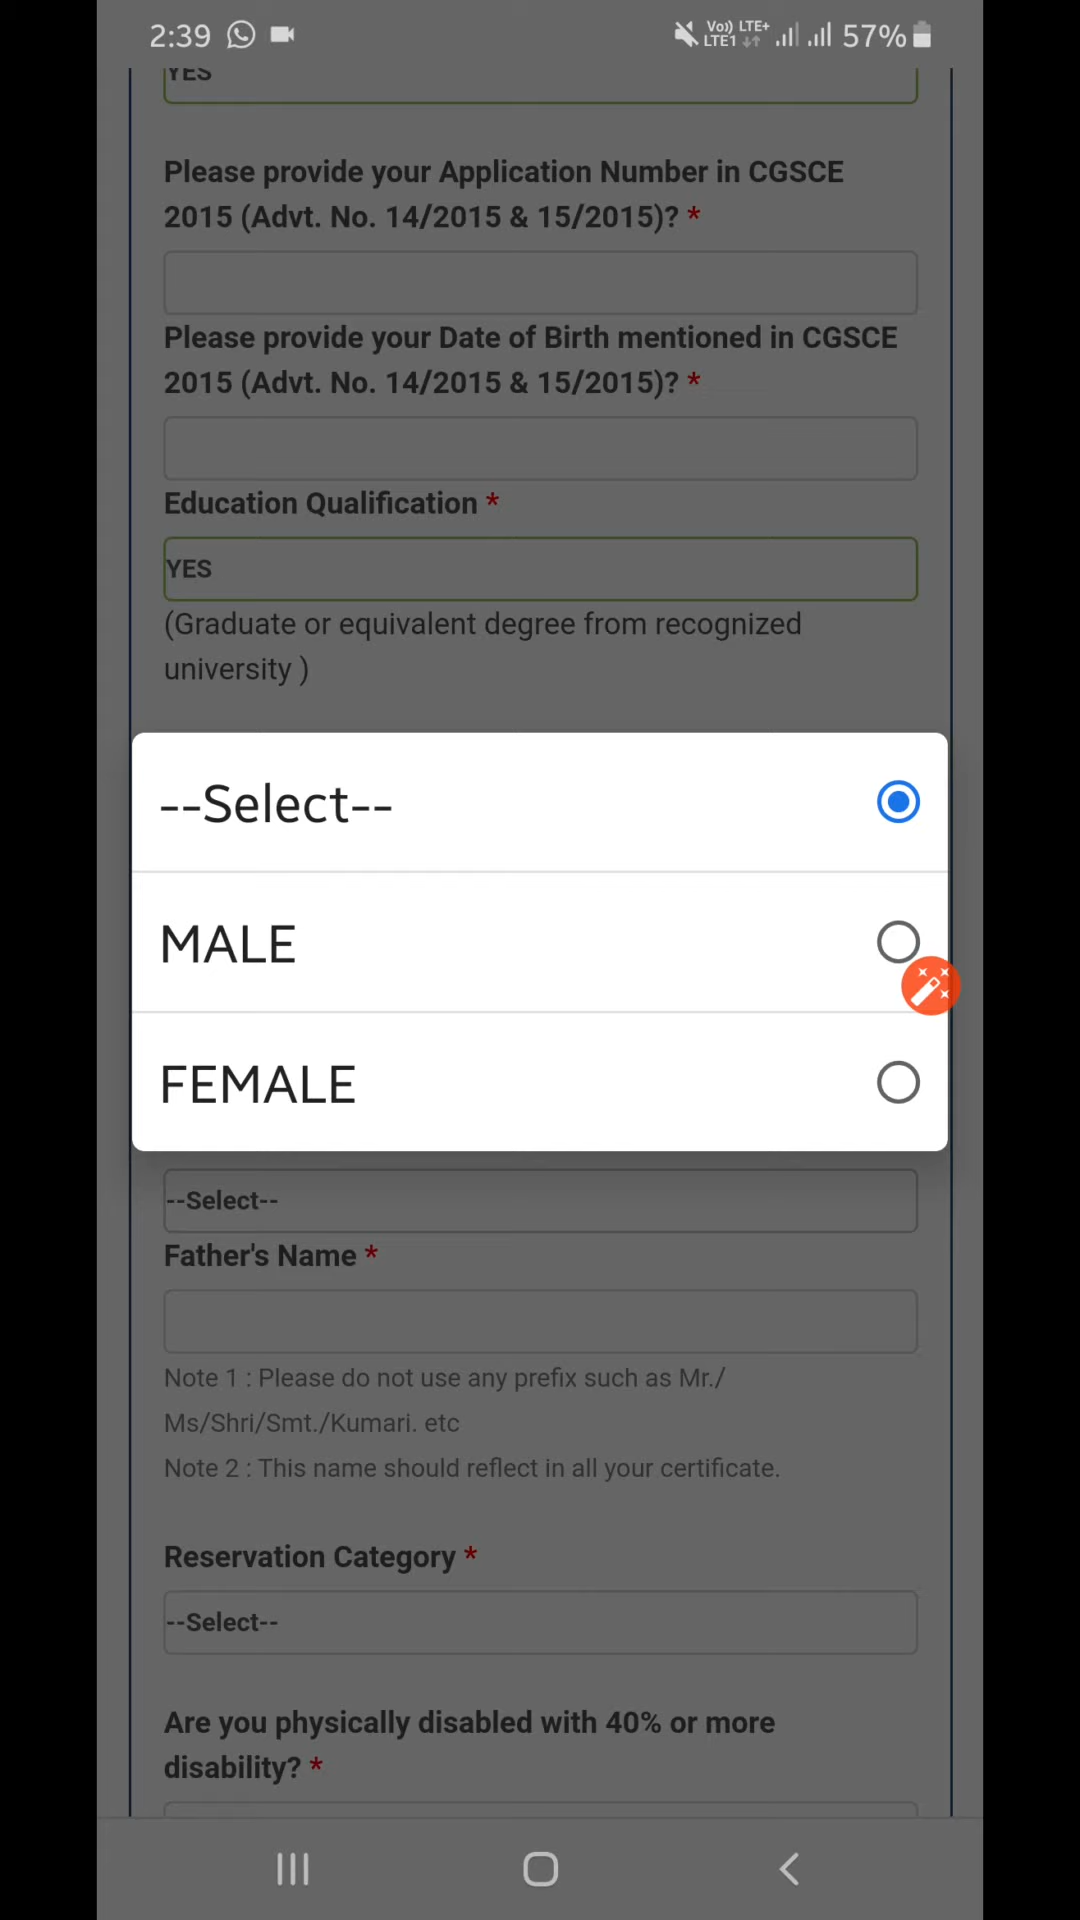 2:39 Vo)) LTE+ LTE1 57%
YES
Please provide your Application Number in CGSCE
2015 (Advt. No. 14/2015 & 15/2015)? *
Please provide your Date of Birth mentioned in CGSCE
2015 (Advt. No. 14/2015 & 15/2015)? *
Education Qualification *
YES
(Graduate or equivalent degree from recognized
university )
--Select--
MALE
FEMALE
--Select--
Father's Name *
Note 1 : Please do not use any prefix such as Mr./
Ms/Shri/Smt./Kumari. etc
Note 2 : This name should reflect in all your certificate.
Reservation Category *
--Select--
Are you physically disabled with 40% or more
disability? *